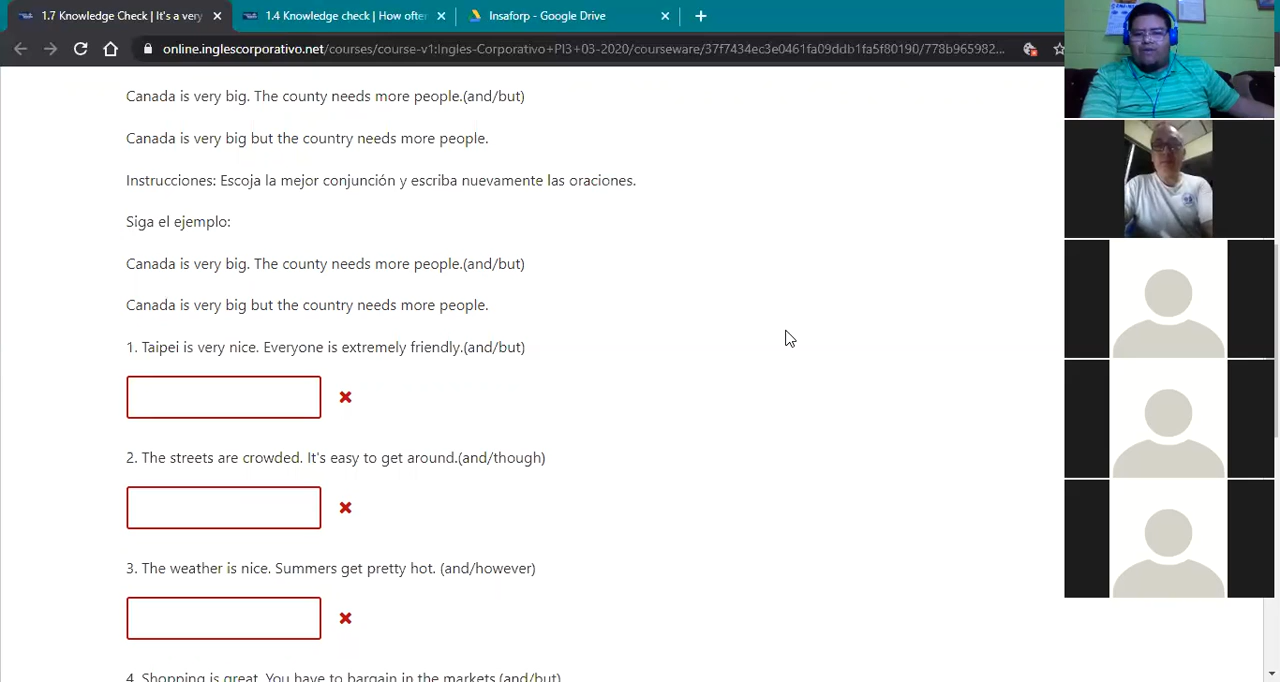 1.7 Knowledge Check | It's a very
1.4 Knowledge check | How ofte
Insaforp - Google Drive
online.inglescorporativo.net/courses/course-v1:Ingles-Corporativo+PI3+03-2020/courseware/37f7434ec3e0461fa09ddb1fa5f80190/778b965982...
Canada is very big. The county needs more people.(and/but)
Canada is very big but the country needs more people.
Instrucciones: Escoja la mejor conjunción y escriba nuevamente las oraciones.
Siga el ejemplo:
Canada is very big. The county needs more people.(and/but)
Canada is very big but the country needs more people.
1. Taipei is very nice. Everyone is extremely friendly.(and/but)
2. The streets are crowded. It's easy to get around.(and/though)
3. The weather is nice. Summers get pretty hot. (and/however)
4. Shopping is great. You have to bargain in the markets.(and/but)